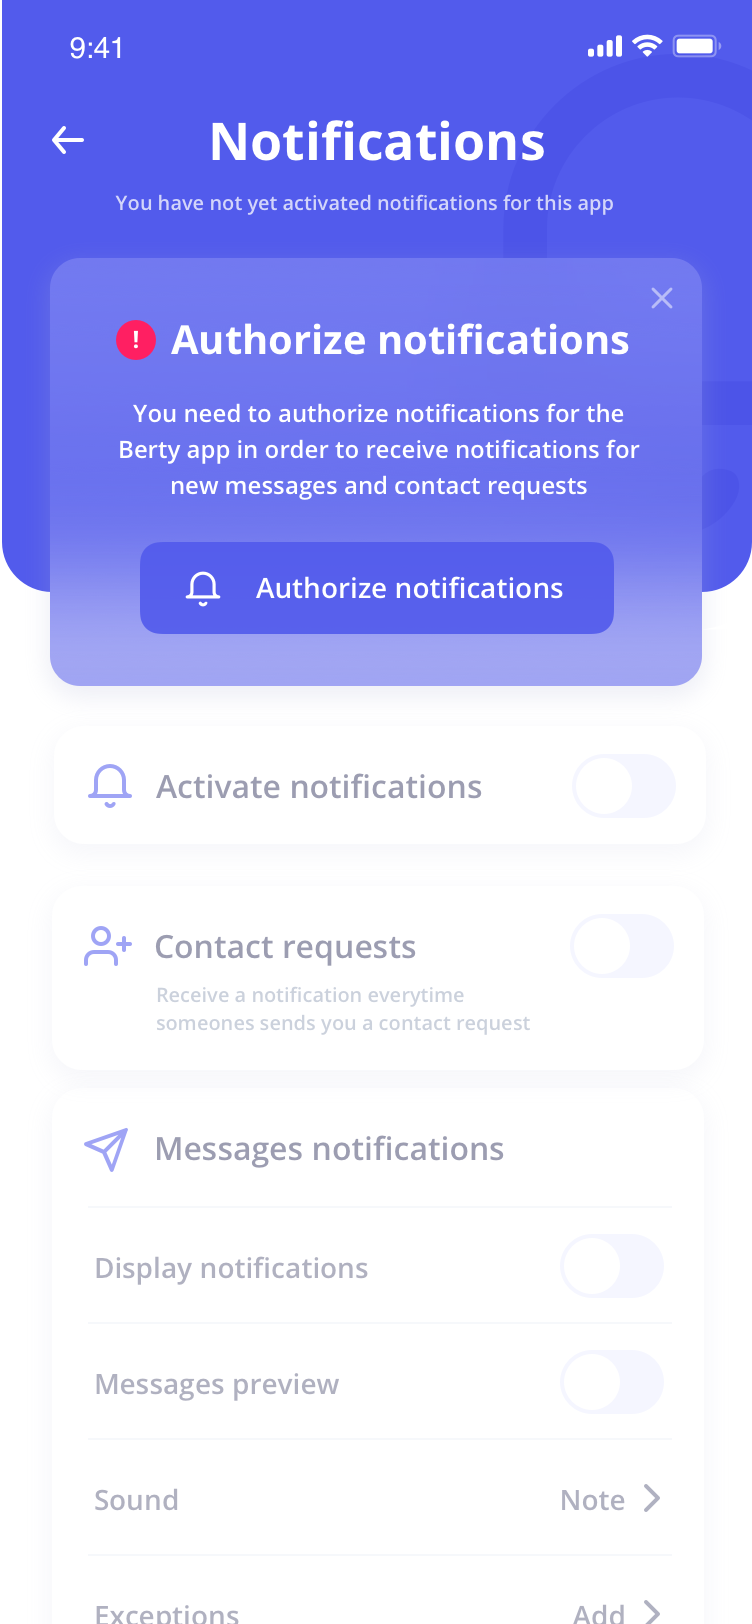 9:41
Notifications
You have not yet activated notifications for this app
! Authorize notifications
You need to authorize notifications for the
Berty app in order to receive notifications for
new messages and contact requests
Authorize notifications
Activate notifications
Contact requests
Receive a notification everytime
someones sends you a contact request
Messages notifications
Display notifications
Messages preview
Sound Note
Exceptions Add